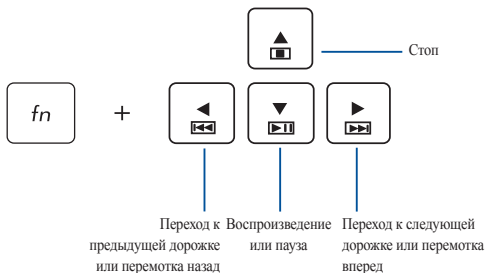 Стоп
fn
+
Переход к
предыдущей дорожке
или перемотка назад
Воспроизведение
или пауза
Переход к следующей
дорожке или перемотка
вперед